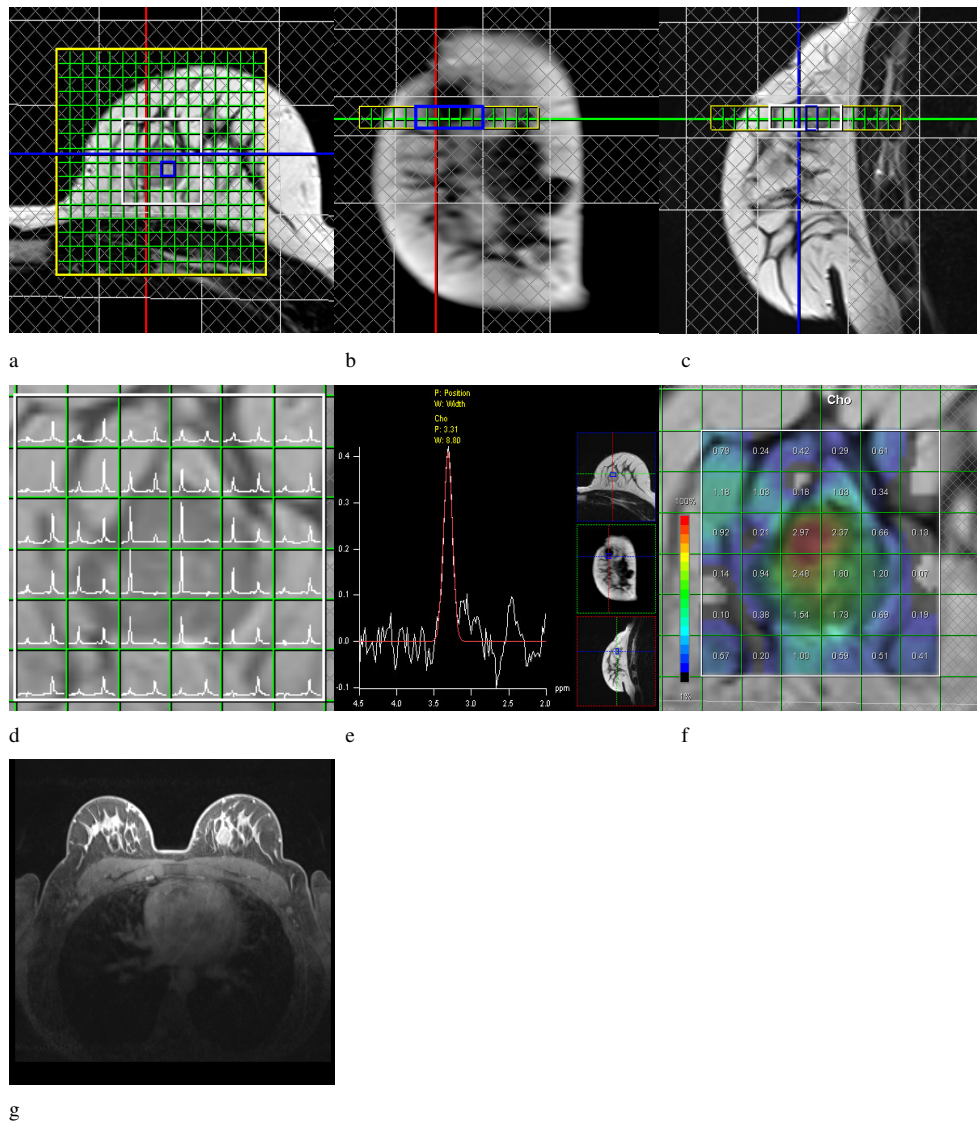 a
b
c
P: Position
W: Width
Cho
P: 3.31
W: 8.80
0.4
0.3
0.2
0.1
0.0
-0.1
4.5 4.0 3.5 3.0 2.5 2.0
ppm
Cho
100%
1%
0.79 0.24 0.42 0.29 0.61
1.18 1.03 0.18 1.03 0.34
0.92 0.21 2.97 2.37 0.66 0.13
0.14 0.94 2.48 1.80 1.20 0.07
0.10 0.38 1.54 1.73 0.69 0.19
0.57 0.20 1.00 0.59 0.51 0.41
d
e
f
g